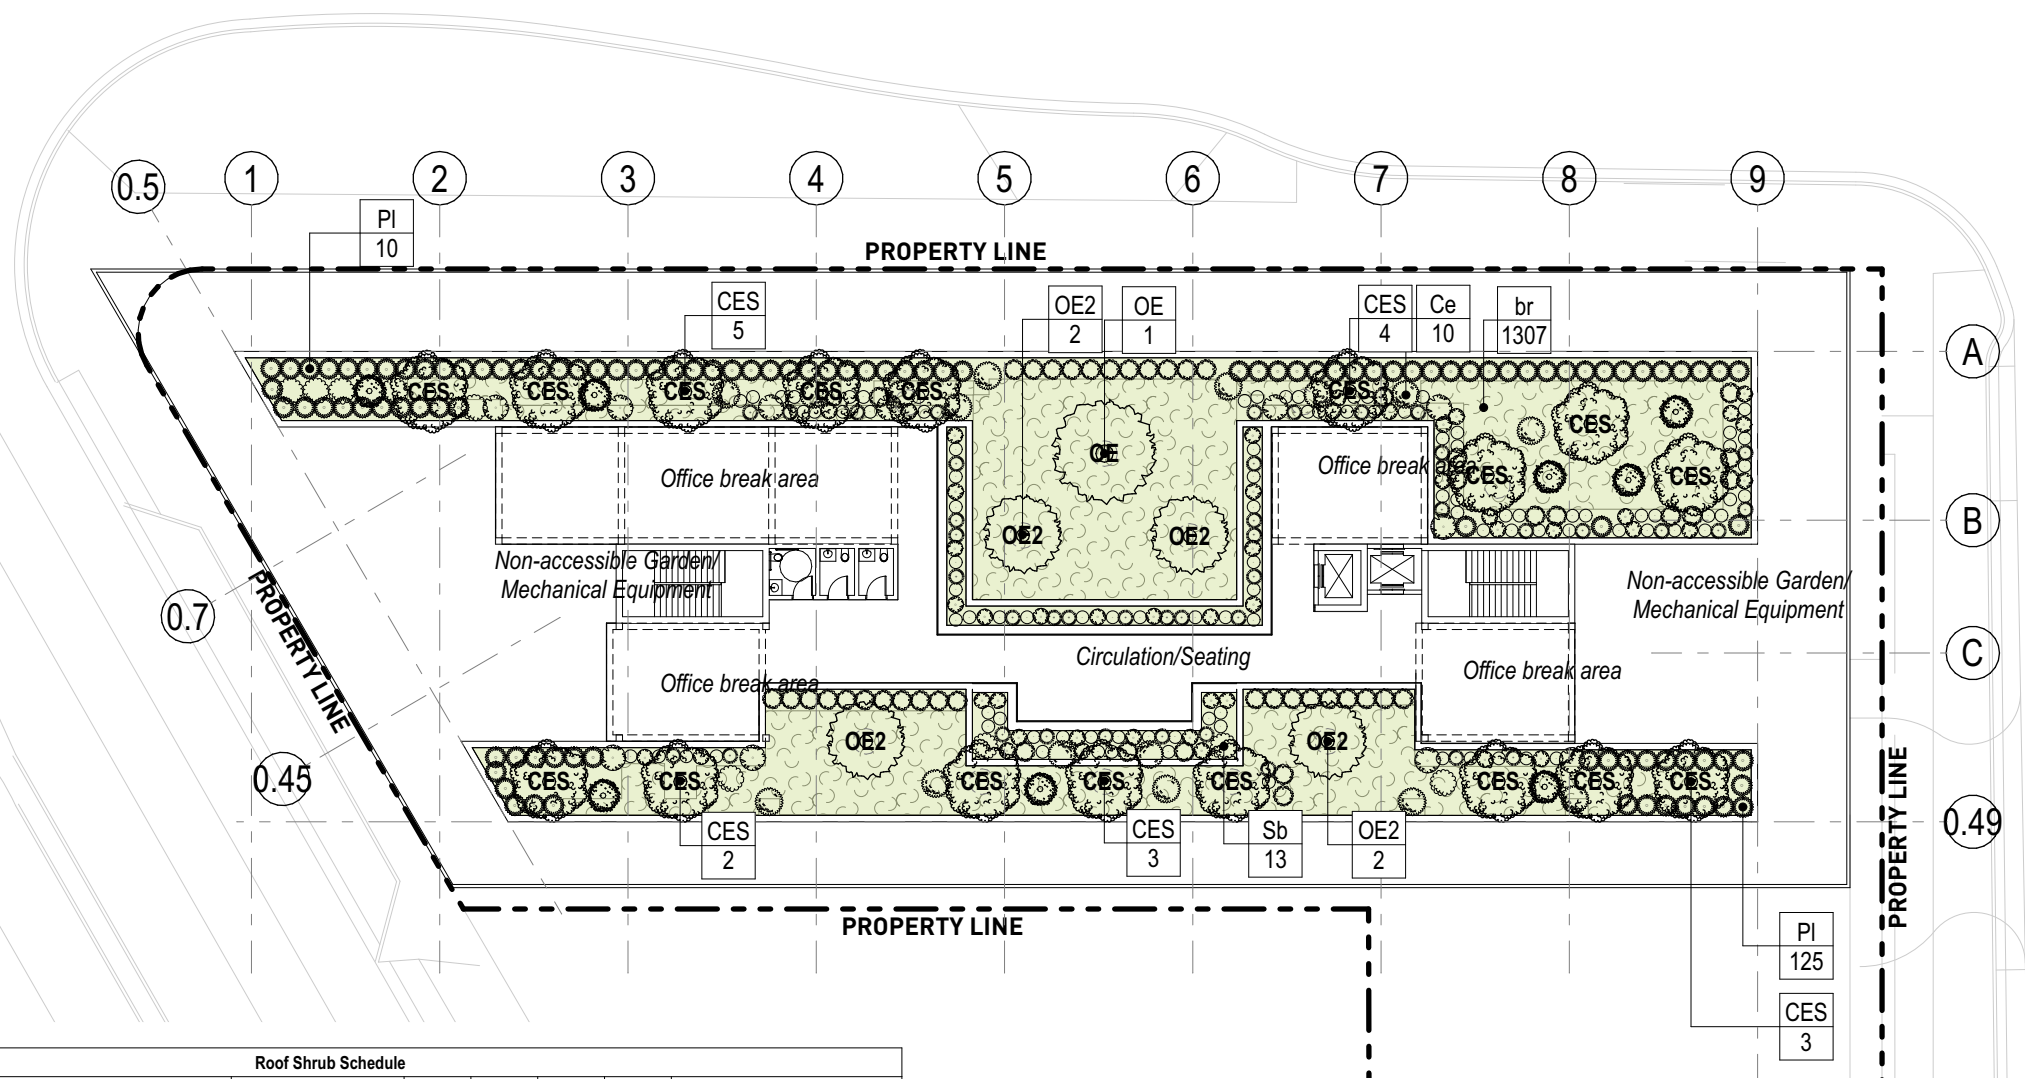 0.5
1
2
3
4
5
6
7
8
9
Pl
10
PROPERTY LINE
CES
5
OE2
2
OE
1
CES
4
Ce
10
br
1307
A
CES
CES
CES
CES
CES
CES
CES
OE
CES
CES
Office break area
Office break area
B
OE2
OE2
Non-accessible Garden/
Mechanical Equipment
Non-accessible Garden/
Mechanical Equipment
0.7
PROPERTY LINE
Circulation/Seating
C
Office break area
Office break area
OE2
OE2
0.45
CES
CES
CES
CES
CES
CES
CES
CES
PROPERTY LINE
0.49
CES
2
CES
3
Sb
13
OE2
2
PROPERTY LINE
Pl
125
CES
3
Roof Shrub Schedule